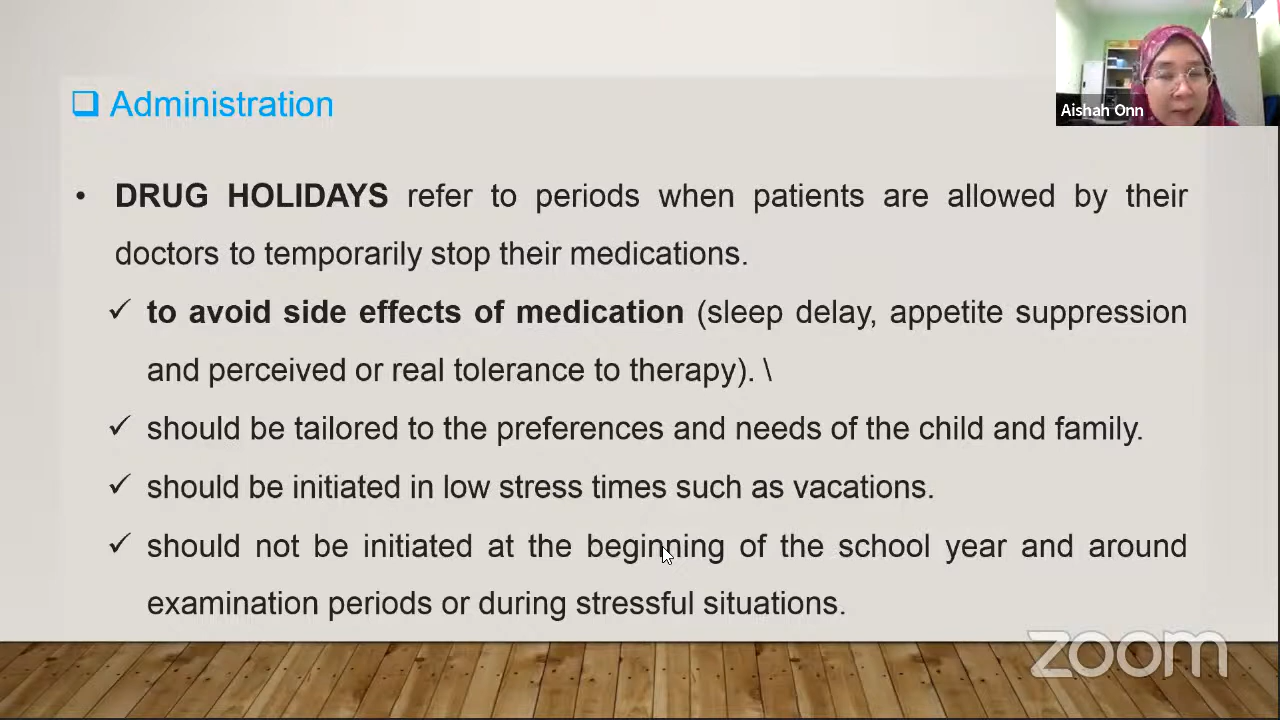 Administration
Aishah Onn
• DRUG HOLIDAYS refer to periods when patients are allowed by their
doctors to temporarily stop their medications.
✓ to avoid side effects of medication (sleep delay, appetite suppression
and perceived or real tolerance to therapy). \
✓ should be tailored to the preferences and needs of the child and family.
✓ should be initiated in low stress times such as vacations.
✓ should not be initiated at the beginning of the school year and around
examination periods or during stressful situations.
zoom